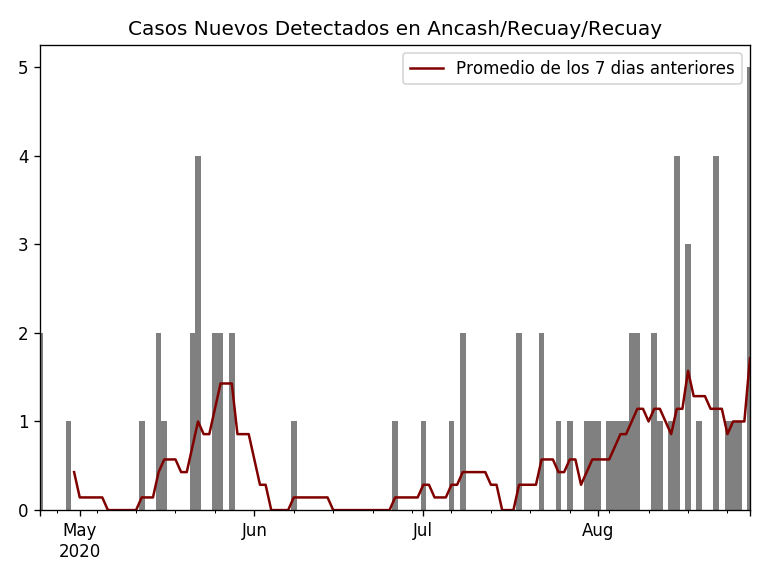 Casos Nuevos Detectados en Ancash/Recuay/Recuay
Promedio de los 7 dias anteriores
5
4
3
2
1
0
May Jun Jul Aug
2020